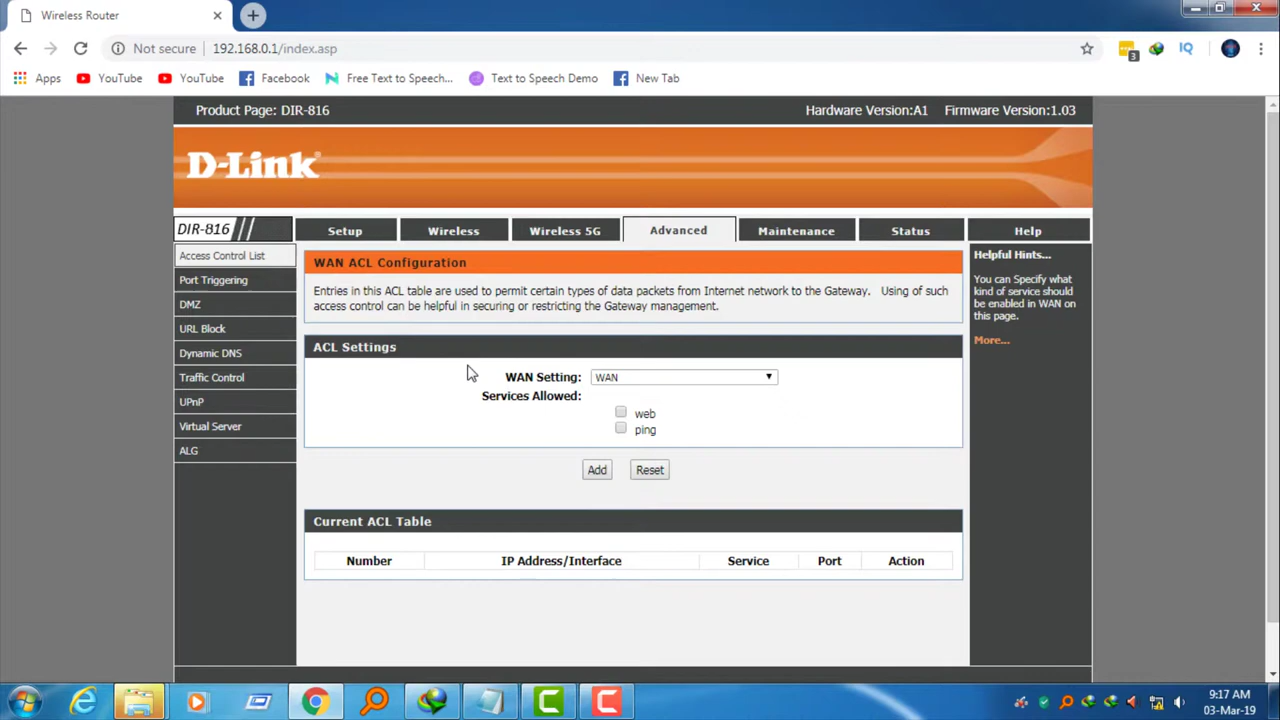 Wireless Router
Not secure
192.168.0.1/index.asp
3
IQ
Apps
YouTube
YouTube
Facebook
Free Text to Speech...
Text to Speech Demo
New Tab
Product Page: DIR-816
Hardware Version:A1
Firmware Version:1.03
D-Link
DIR-816
Setup
Wireless
Wireless 5G
Advanced
Maintenance
Status
Help
Access Control List
Port Triggering
DMZ
URL Block
Dynamic DNS
Traffic Control
UPnP
Virtual Server
ALG
WAN ACL Configuration
Entries in this ACL table are used to permit certain types of data packets from Internet network to the Gateway. Using of such
access control can be helpful in securing or restricting the Gateway management.
ACL Settings
WAN Setting:
WAN
Services Allowed:
web
ping
Add
Reset
Current ACL Table
Number
IP Address/Interface
Service
Port
Action
Helpful Hints...
You can Specify what
kind of service should
be enabled in WAN on
this page.
More...
9:17 AM
03-Mar-19